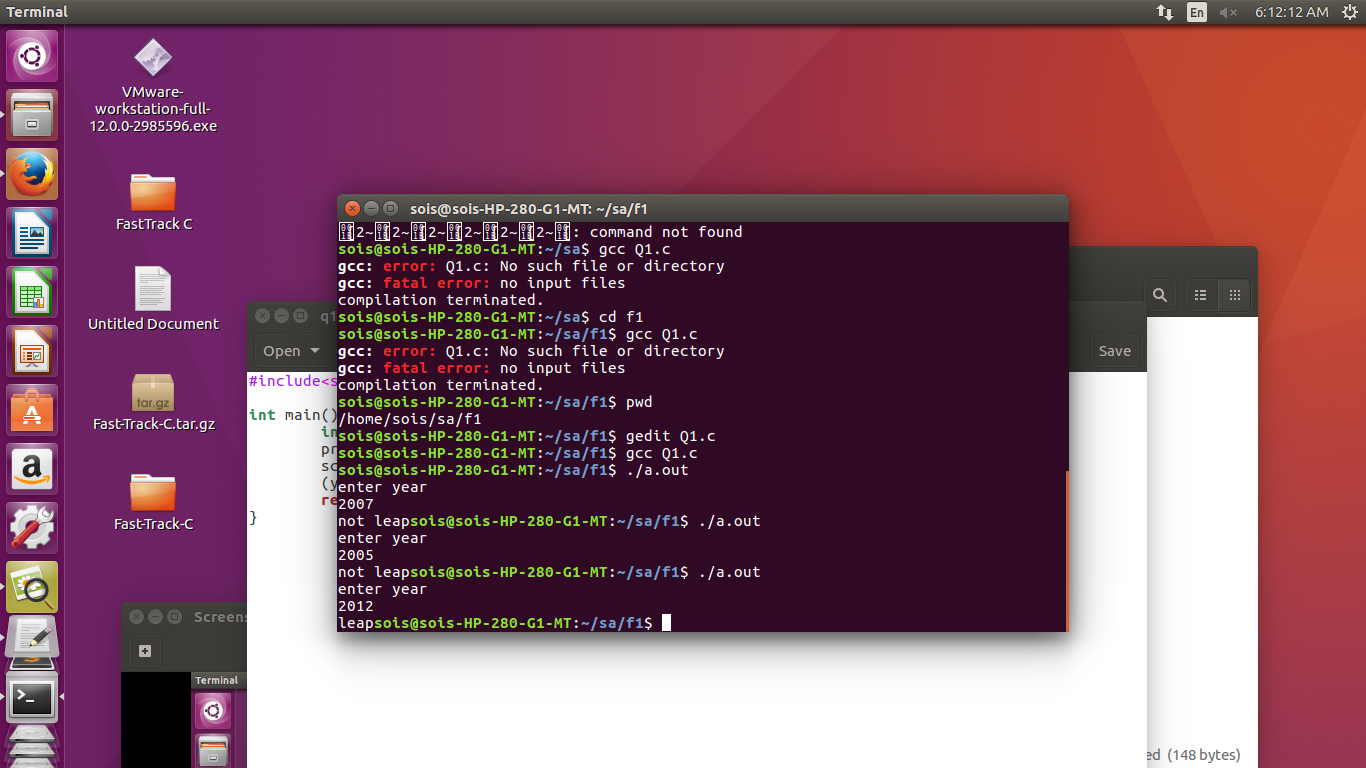 Terminal
En
6:12:12 AM
VMware-
workstation-full-
12.0.0-2985596.exe
FastTrack C
Untitled Document
tar.gz
Fast-Track-C.tar.gz
Fast-Track-C
sois@sois-HP-280-G1-MT: ~/sa/f1
2~2~2~2~2~2~: command not found
sois@sois-HP-280-G1-MT:~/sa$ gcc Q1.c
gcc: error: Q1.c: No such file or directory
gcc: fatal error: no input files
compilation terminated.
sois@sois-HP-280-G1-MT:~/sa$ cd f1
sois@sois-HP-280-G1-MT:~/sa/f1$ gcc Q1.c
gcc: error: Q1.c: No such file or directory
gcc: fatal error: no input files
compilation terminated.
sois@sois-HP-280-G1-MT:~/sa/f1$ pwd
/home/sois/sa/f1
sois@sois-HP-280-G1-MT:~/sa/f1$ gedit Q1.c
sois@sois-HP-280-G1-MT:~/sa/f1$ gcc Q1.c
sois@sois-HP-280-G1-MT:~/sa/f1$ ./a.out
enter year
2007
not leapsois@sois-HP-280-G1-MT:~/sa/f1$ ./a.out
enter year
2005
not leapsois@sois-HP-280-G1-MT:~/sa/f1$ ./a.out
enter year
2012
leapsois@sois-HP-280-G1-MT:~/sa/f1$
q1
Open
Save
#include<s
int main()
in
pr
sc
(y
re
}
Screens
Terminal
ed (148 bytes)